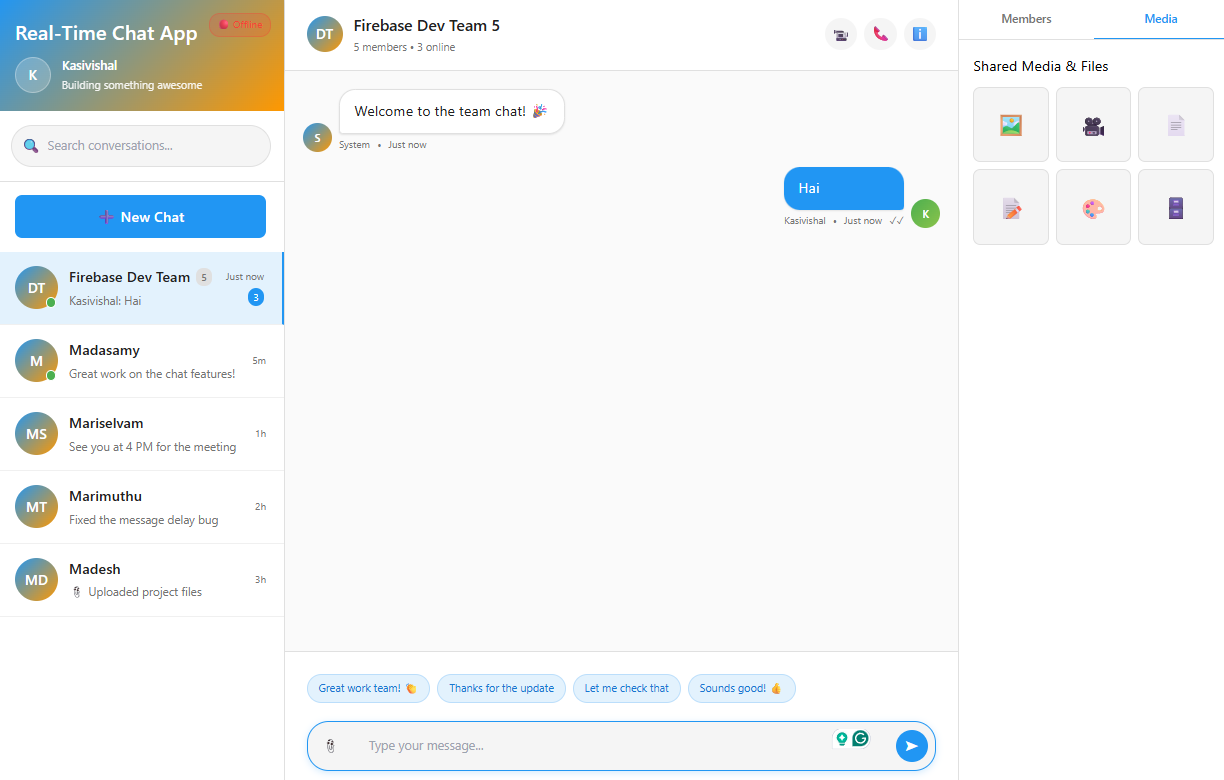 Real-Time Chat App
Offline
K
Kasivishal
Building something awesome
Search conversations...
New Chat
DT
Firebase Dev Team 5
Just now
Kasivishal: Hai
3
M
Madasamy
5m
Great work on the chat features!
MS
Mariselvam
1h
See you at 4 PM for the meeting
MT
Marimuthu
2h
Fixed the message delay bug
MD
Madesh
3h
Uploaded project files
DT
Firebase Dev Team 5
5 members • 3 online
Welcome to the team chat! 🎉
S
System • Just now
Hai
Kasivishal • Just now ✓✓
K
Great work team! 👏
Thanks for the update
Let me check that
Sounds good! 👍
Type your message...
Members
Media
Shared Media & Files